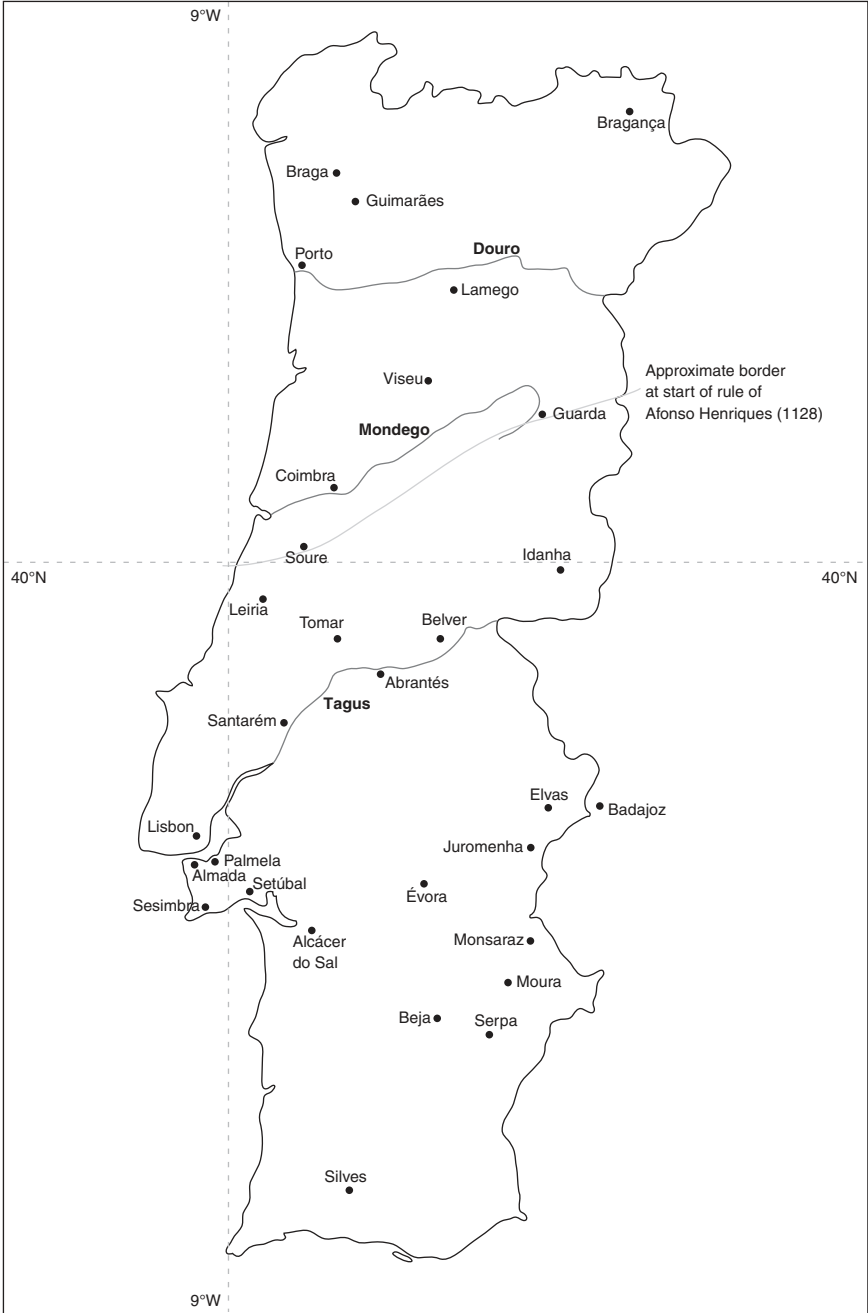 9°W
Bragança
Braga
Guimarães
Porto
Douro
Lamego
Approximate border
at start of rule of
Afonso Henriques (1128)
Viseu
Guarda
Mondego
Coimbra
Soure
Idanha
40°N
40°N
Leiria
Tomar
Belver
Abrantés
Tagus
Santarém
Elvas
Badajoz
Lisbon
Juromenha
Palmela
Almada
Setúbal
Évora
Sesimbra
Alcácer
do Sal
Monsaraz
Moura
Beja
Serpa
Silves
9°W